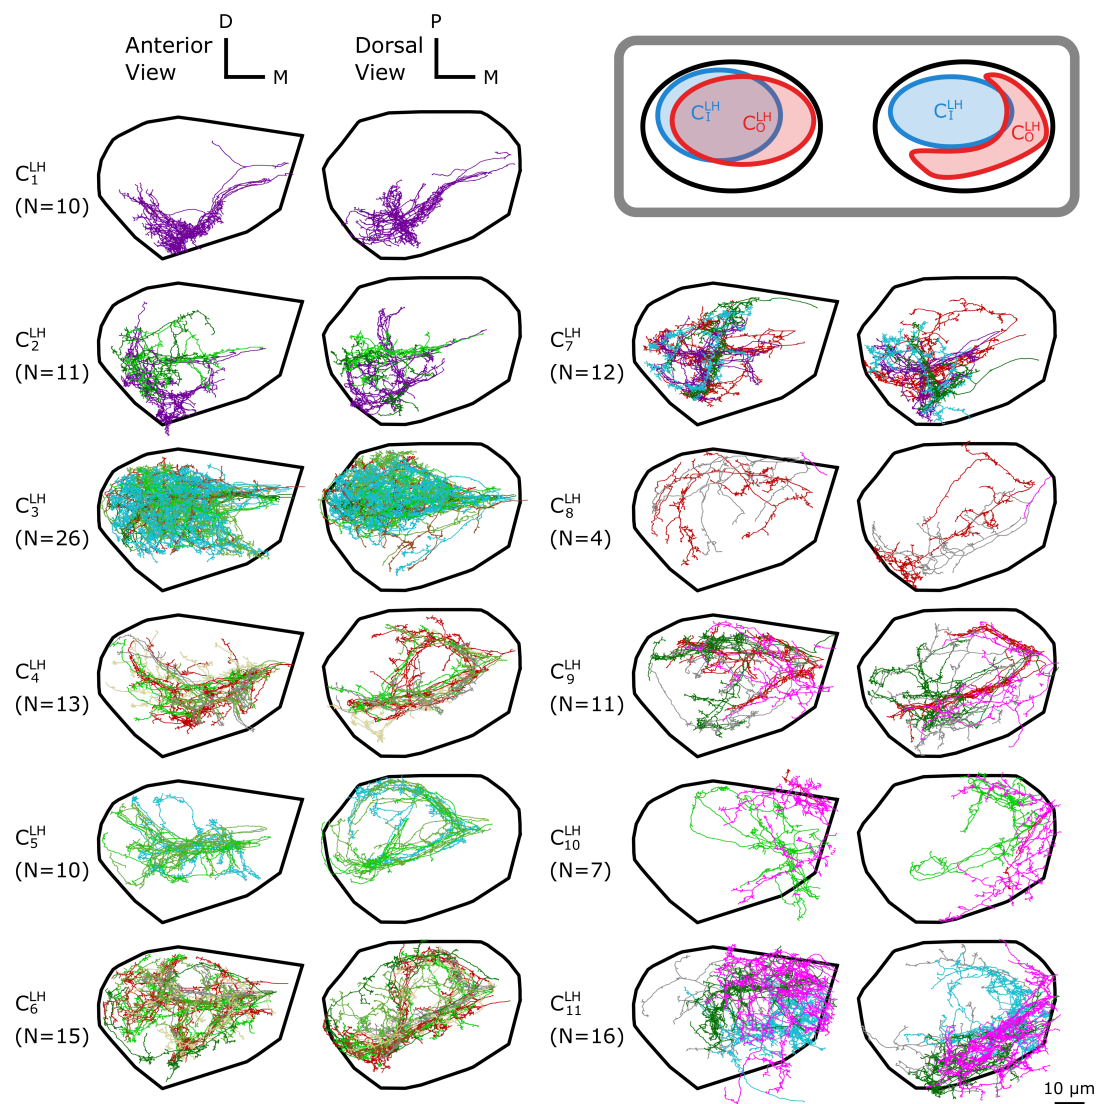 D
P
Anterior
View
M
Dorsal
View
M
C_I^LH
C_O^LH
C_I^LH
C_O^LH
C_1^LH
(N=10)
C_2^LH
(N=11)
C_7^LH
(N=12)
C_3^LH
(N=26)
C_8^LH
(N=4)
C_4^LH
(N=13)
C_9^LH
(N=11)
C_5^LH
(N=10)
C_10^LH
(N=7)
C_6^LH
(N=15)
C_11^LH
(N=16)
10 μm